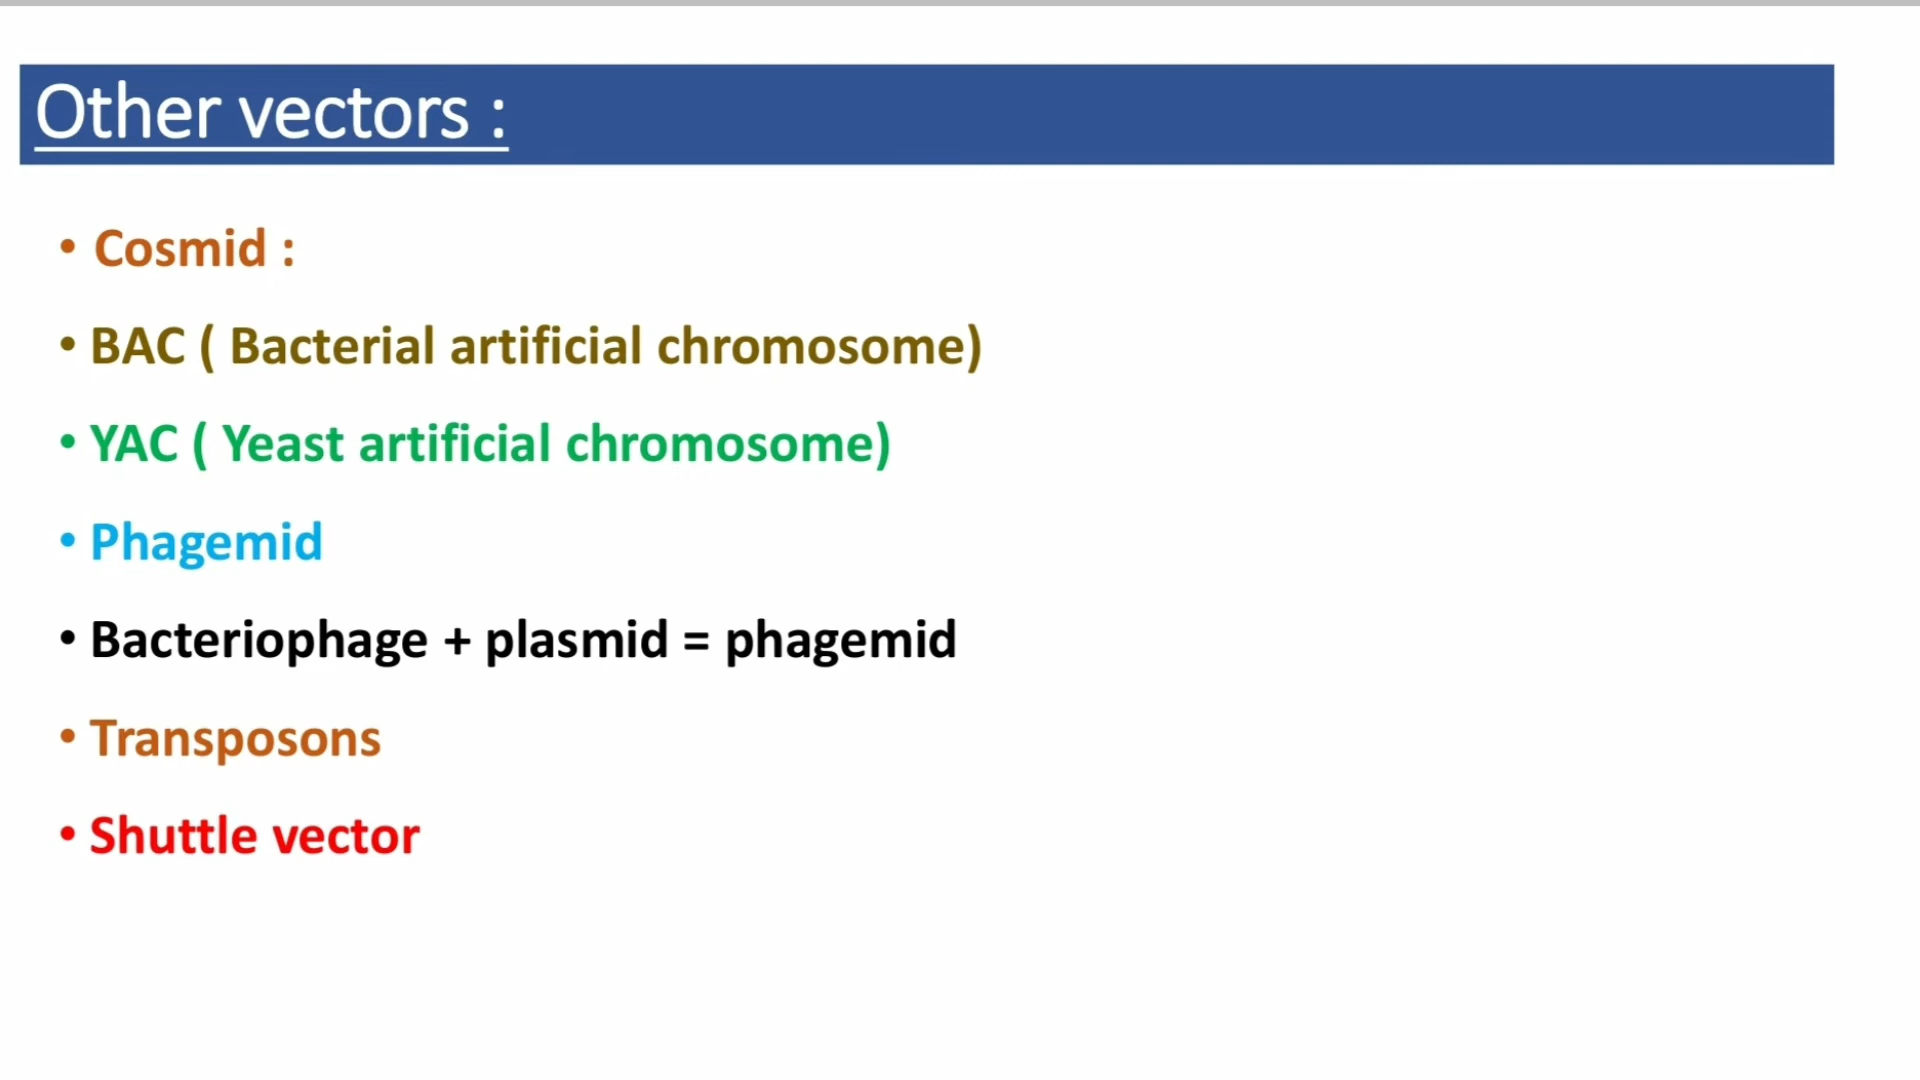 Other vectors :
• Cosmid :
• BAC ( Bacterial artificial chromosome)
• YAC ( Yeast artificial chromosome)
• Phagemid
• Bacteriophage + plasmid = phagemid
• Transposons
• Shuttle vector